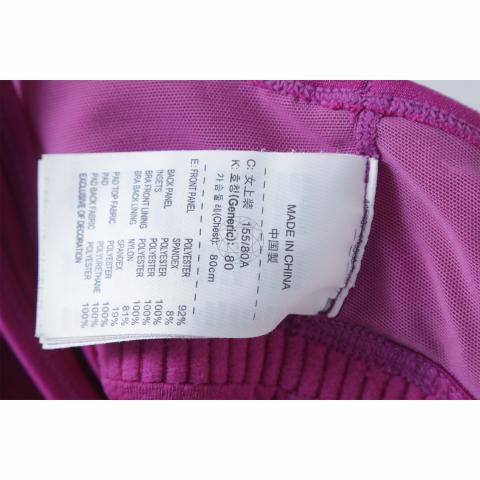 MADE IN CHINA
中国製
C: 女上装 155/80A
K: 호칭(Generic): 80
가슴둘레(Chest): 80cm
E: FRONT PANEL POLYESTER 92%
SPANDEX 8%
BACK PANEL POLYESTER 100%
INSETS POLYESTER 100%
BRA FRONT LINING POLYESTER 100%
BRA BACK LINING NYLON 81%
SPANDEX 19%
PAD TOP FABRIC POLYESTER 100%
PAD POLYURETHANE 100%
PAD BACK FABRIC POLYESTER 100%
EXCLUSIVE OF DECORATION